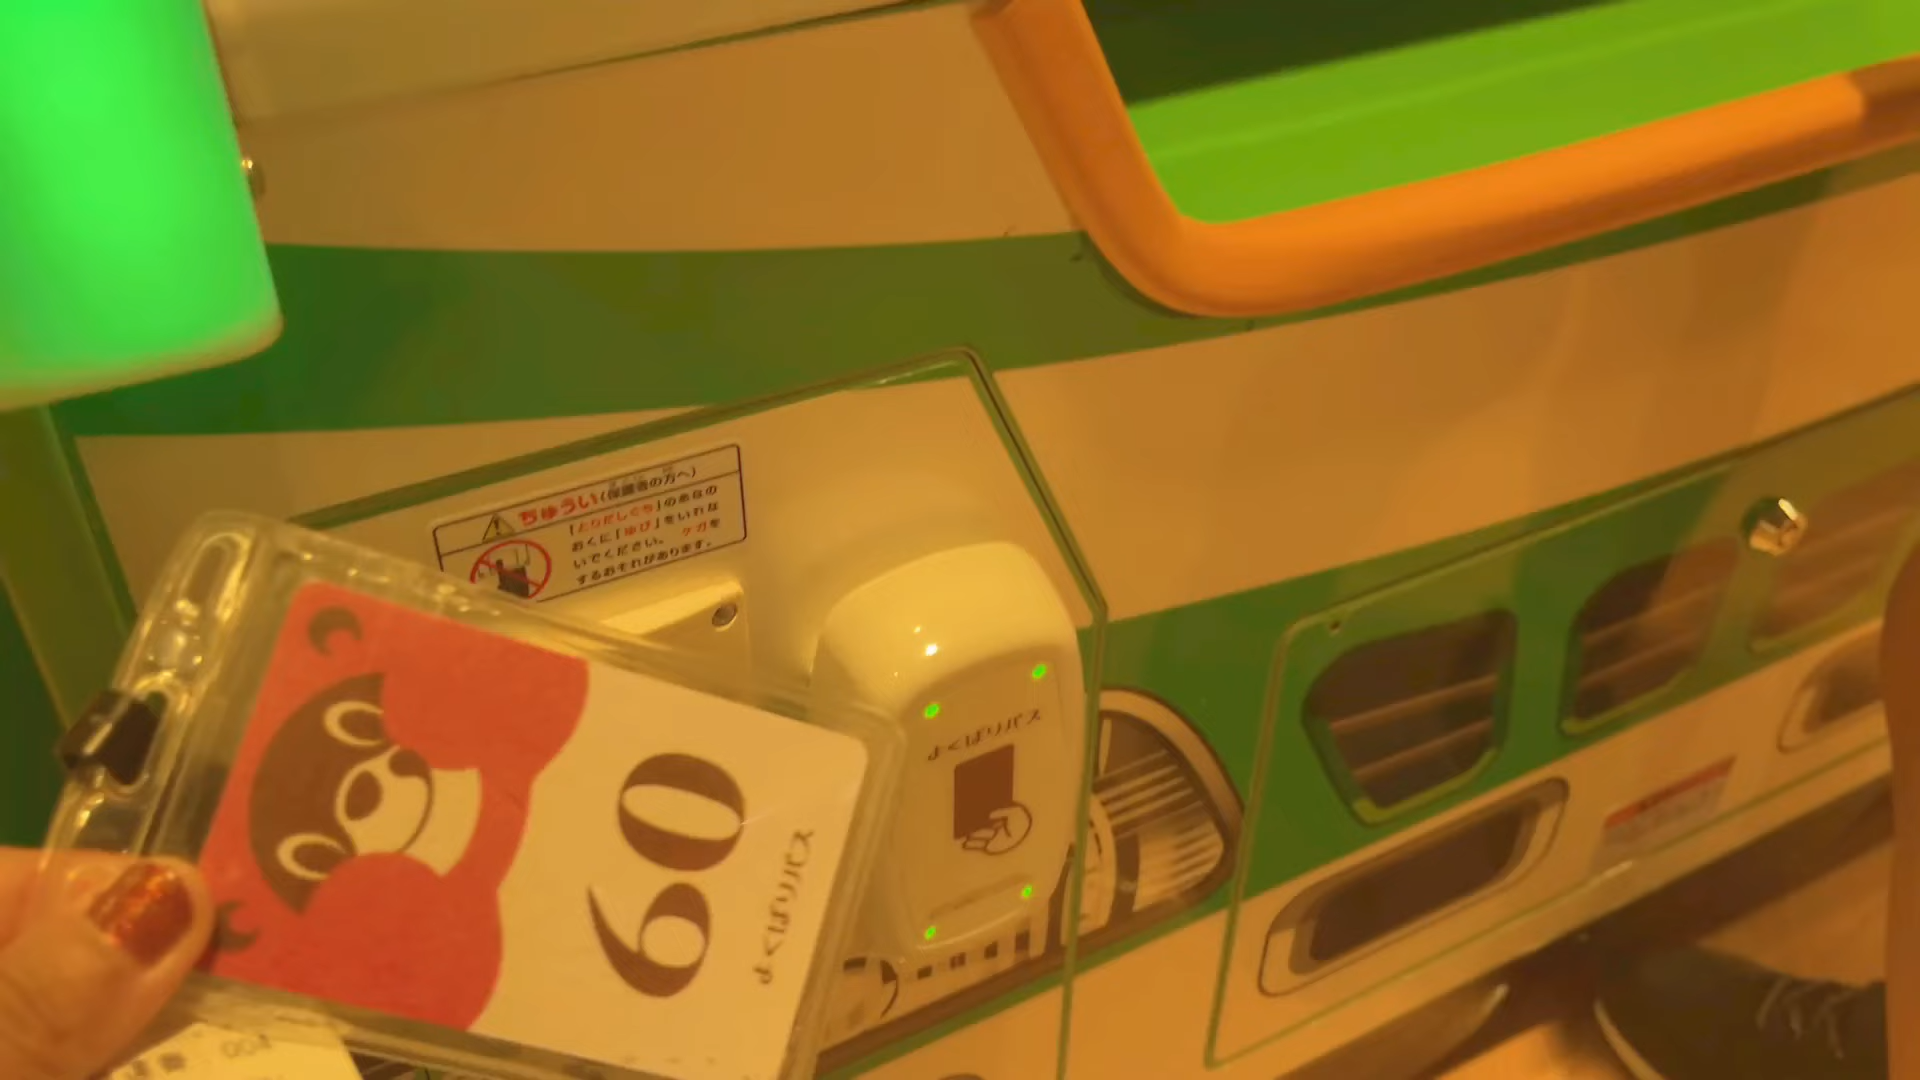 ちゅうい(保護者の方へ)
「とりだしぐち」のあなの
おくに「ゆび」をいれな
いでください。 ケガを
するおそれがあります。
よくばりパス
60
よくばりパス
004